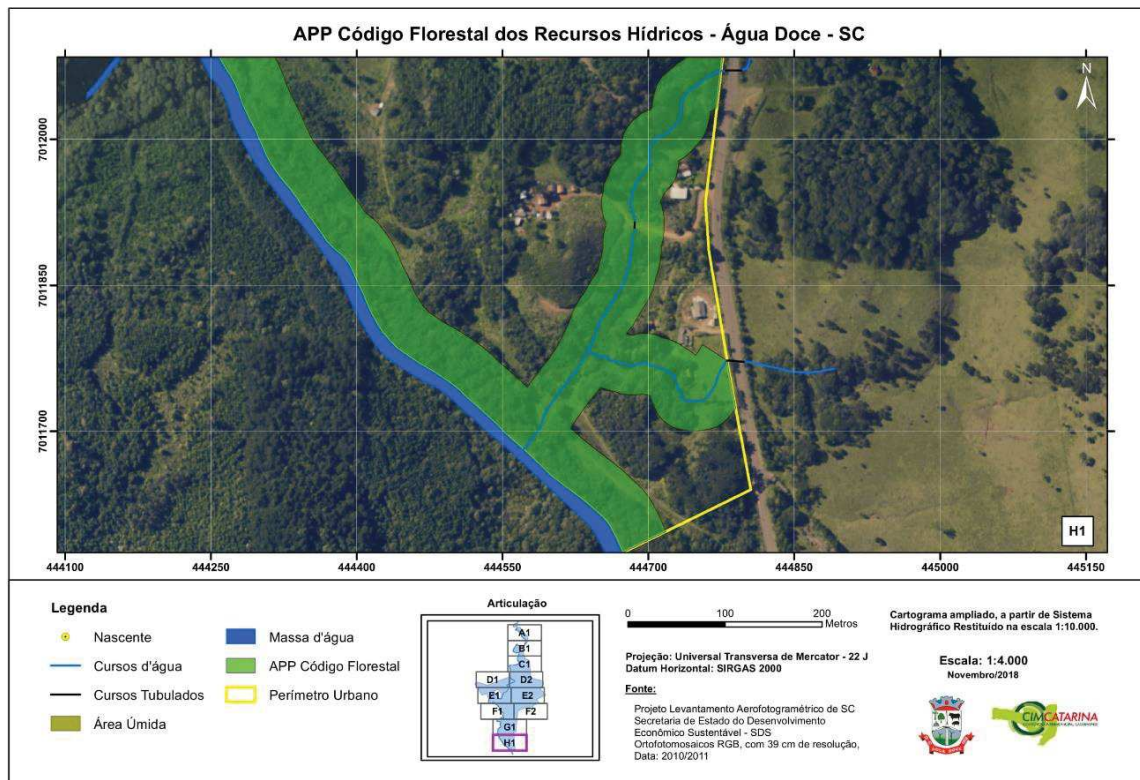 APP Código Florestal dos Recursos Hídricos - Água Doce - SC
N
7012000
7011850
7011700
H1
444100
444250
444400
444550
444700
444850
445000
445150
Legenda
Nascente
Cursos d'água
Cursos Tubulados
Área Úmida
Massa d'água
APP Código Florestal
Perímetro Urbano
Articulação
A1
B1
C1
D1
D2
E1
E2
F1
F2
G1
H1
0
100
200
Metros
Projeção: Universal Transversa de Mercator - 22 J
Datum Horizontal: SIRGAS 2000
Fonte:
Projeto Levantamento Aerofotogramétrico de SC
Secretaria de Estado do Desenvolvimento
Econômico Sustentável - SDS
Ortofotomosaicos RGB, com 39 cm de resolução,
Data: 2010/2011
Cartograma ampliado, a partir de Sistema
Hidrográfico Restituído na escala 1:10.000.
Escala: 1:4.000
Novembro/2018
CIMCATARINA